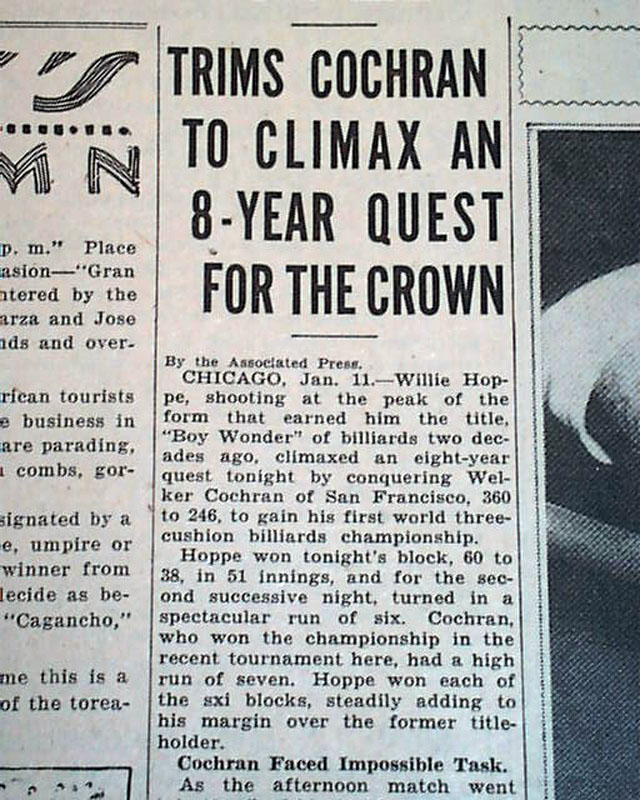 'S
MN
p. m." Place
asion—"Gran
ntered by the
arza and Jose
nds and over-
rican tourists
e business in
are parading,
combs, gor-
signated by a
e, umpire or
winner from
lecide as be-
"Cagancho,"
me this is a
of the torea-
TRIMS COCHRAN
TO CLIMAX AN
8-YEAR QUEST
FOR THE CROWN
By the Associated Press.
CHICAGO, Jan. 11.—Willie Hop-
pe, shooting at the peak of the
form that earned him the title,
"Boy Wonder" of billiards two dec-
ades ago, climaxed an eight-year
quest tonight by conquering Wel-
ker Cochran of San Francisco, 360
to 246, to gain his first world three-
cushion billiards championship.
Hoppe won tonight's block, 60 to
38, in 51 innings, and for the sec-
ond successive night, turned in a
spectacular run of six. Cochran,
who won the championship in the
recent tournament here, had a high
run of seven. Hoppe won each of
the sxi blocks, steadily adding to
his margin over the former title-
holder.
Cochran Faced Impossible Task.
As the afternoon match went